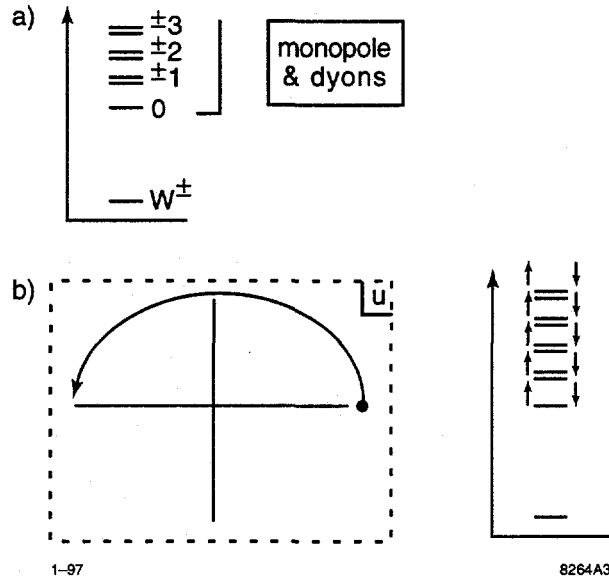 a)
±3
±2
±1
0
W±
monopole
& dyons
b)
u
1–97
8264A3